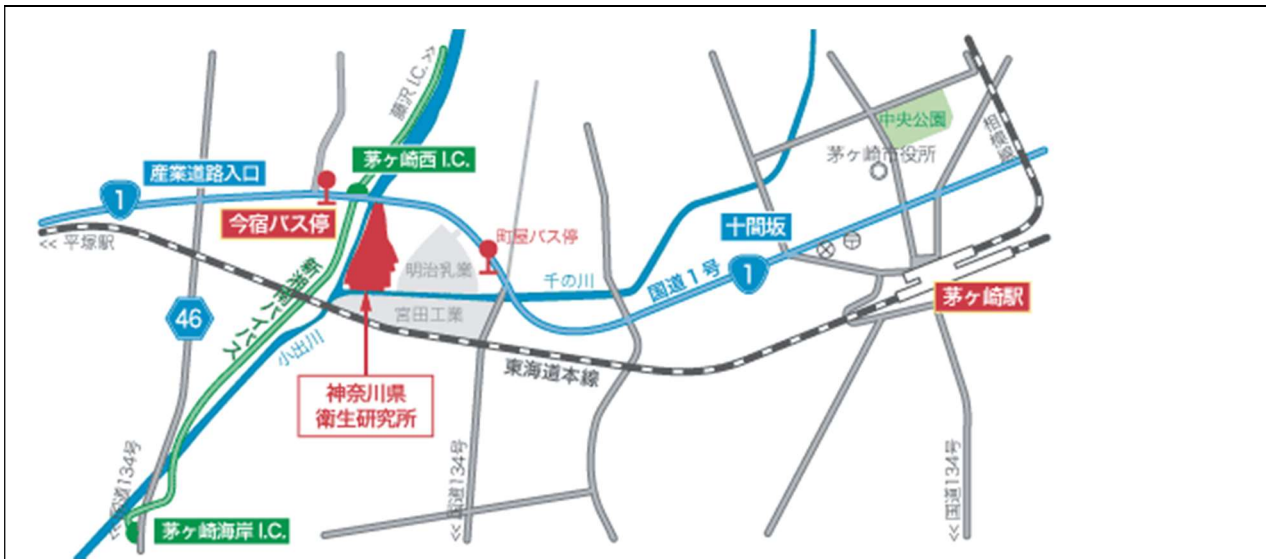 藤沢 I.C. >>
中央公園
相模線
茅ヶ崎市役所
茅ヶ崎西 I.C.
産業道路入口
1
今宿バス停
<< 平塚駅
町屋バス停
明治乳業
十間坂
千の川
国道1号
1
新湘南バイパス
46
宮田工業
茅ヶ崎駅
小出川
東海道本線
神奈川県
衛生研究所
<< 国道134号
<< 国道134号
<< 国道134号
茅ヶ崎海岸 I.C.